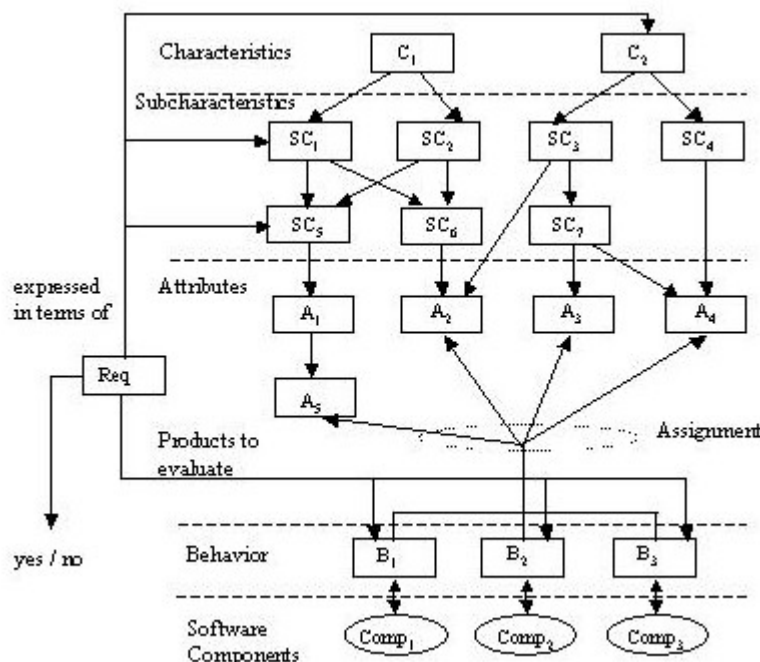 Characteristics
C₁
C₂
Subcharacteristics
SC₁
SC₂
SC₃
SC₄
SC₅
SC₆
SC₇
expressed
in terms of
Attributes
A₁
A₂
A₃
A₄
Req
A₅
Assignment
Products to
evaluate
yes / no
Behavior
B₁
B₂
B₃
Software
Components
Comp₁
Comp₂
Comp₃